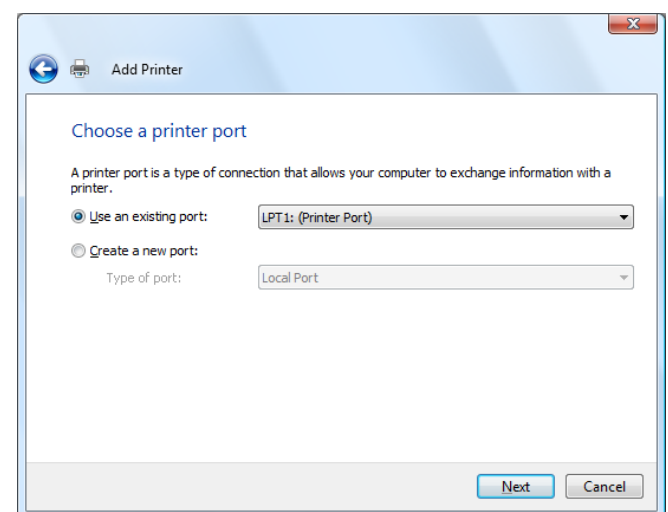 Add Printer
Choose a printer port
A printer port is a type of connection that allows your computer to exchange information with a
printer.
Use an existing port: LPT1: (Printer Port)
Create a new port:
Type of port: Local Port
Next Cancel